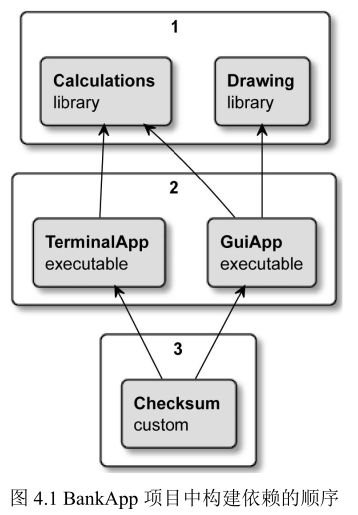 1
Calculations
library
Drawing
library
2
TerminalApp
executable
GuiApp
executable
3
Checksum
custom
图 4.1 BankApp 项目中构建依赖的顺序